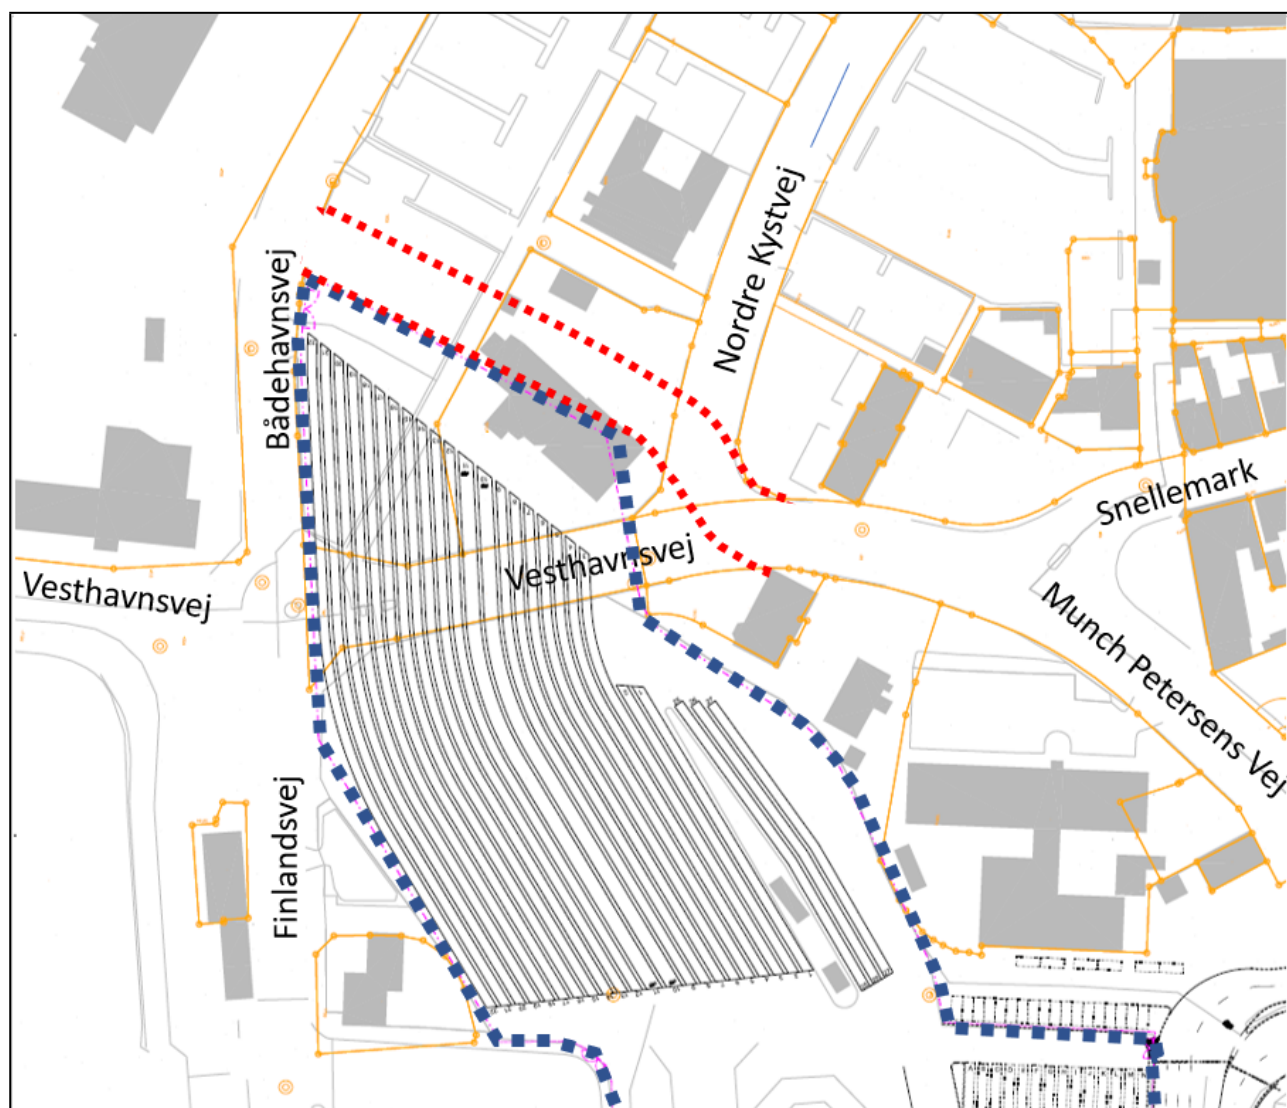 Nordre Kystvej
Bådehavnsvej
Snellemark
Vesthavnsvej
Vesthavnsvej
Munch Petersens Vej
Finlandsvej